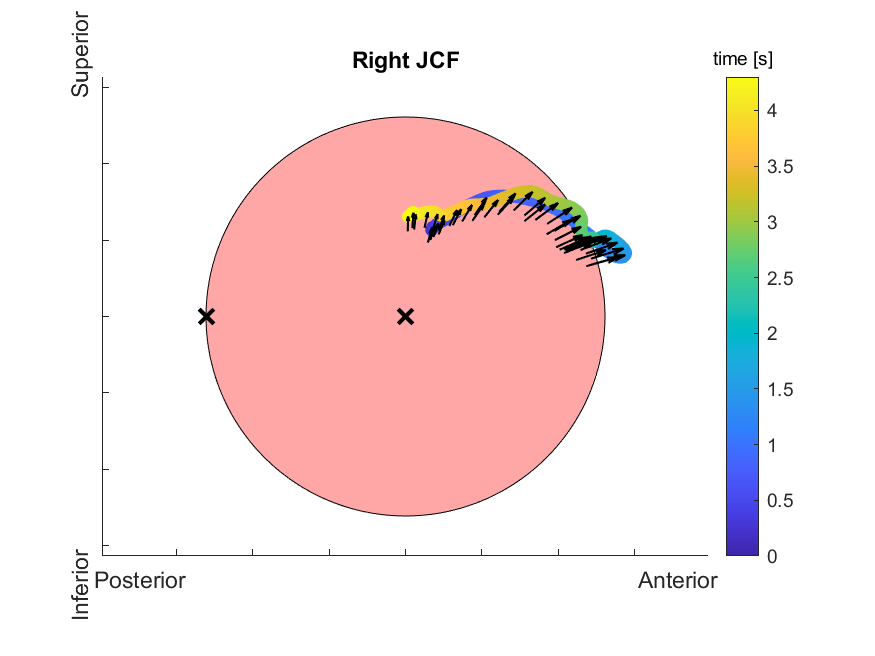 Right JCF
time [s]
Superior
Inferior
Posterior
Anterior
4
3.5
3
2.5
2
1.5
1
0.5
0